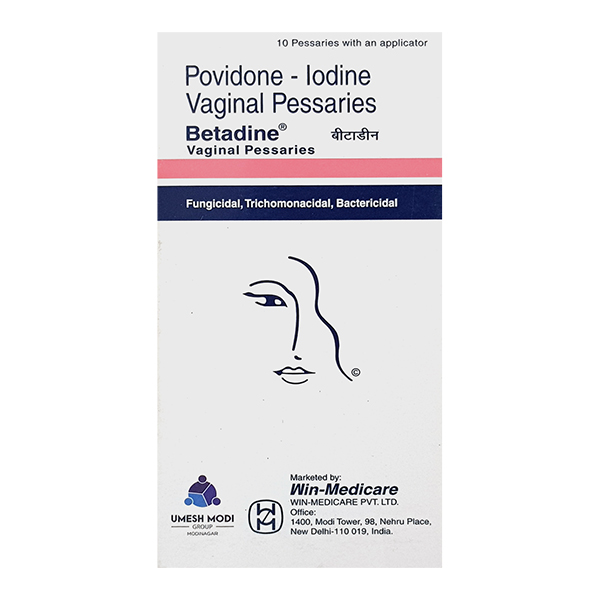 10 Pessaries with an applicator
Povidone - Iodine
Vaginal Pessaries
Betadine® बीटाडीन
Vaginal Pessaries
Fungicidal, Trichomonacidal, Bactericidal
©
Marketed by:
Win-Medicare
WIN-MEDICARE PVT. LTD.
Office:
1400, Modi Tower, 98, Nehru Place,
New Delhi-110 019, India.
UMESH MODI
GROUP
MODINAGAR